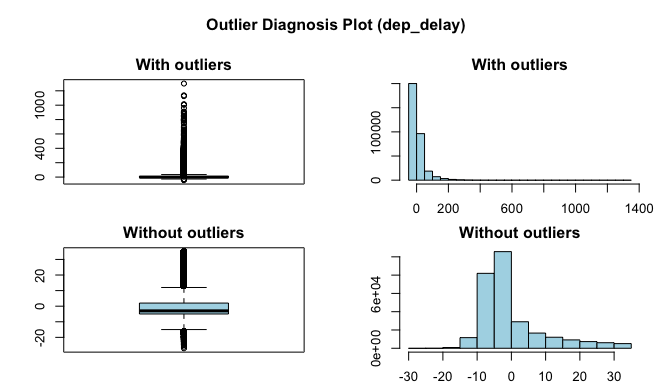 Outlier Diagnosis Plot (dep_delay)
With outliers
1000
400
0
With outliers
100000
0
0 200 600 1000 1400
Without outliers
20
0
-20
Without outliers
6e+04
0e+00
-30 -20 -10 0 10 20 30